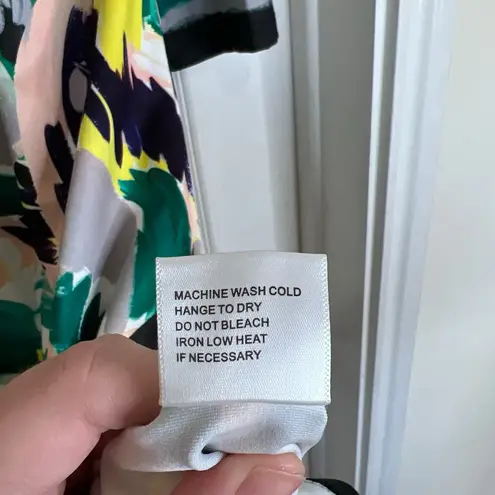 MACHINE WASH COLD
HANGE TO DRY
DO NOT BLEACH
IRON LOW HEAT
IF NECESSARY